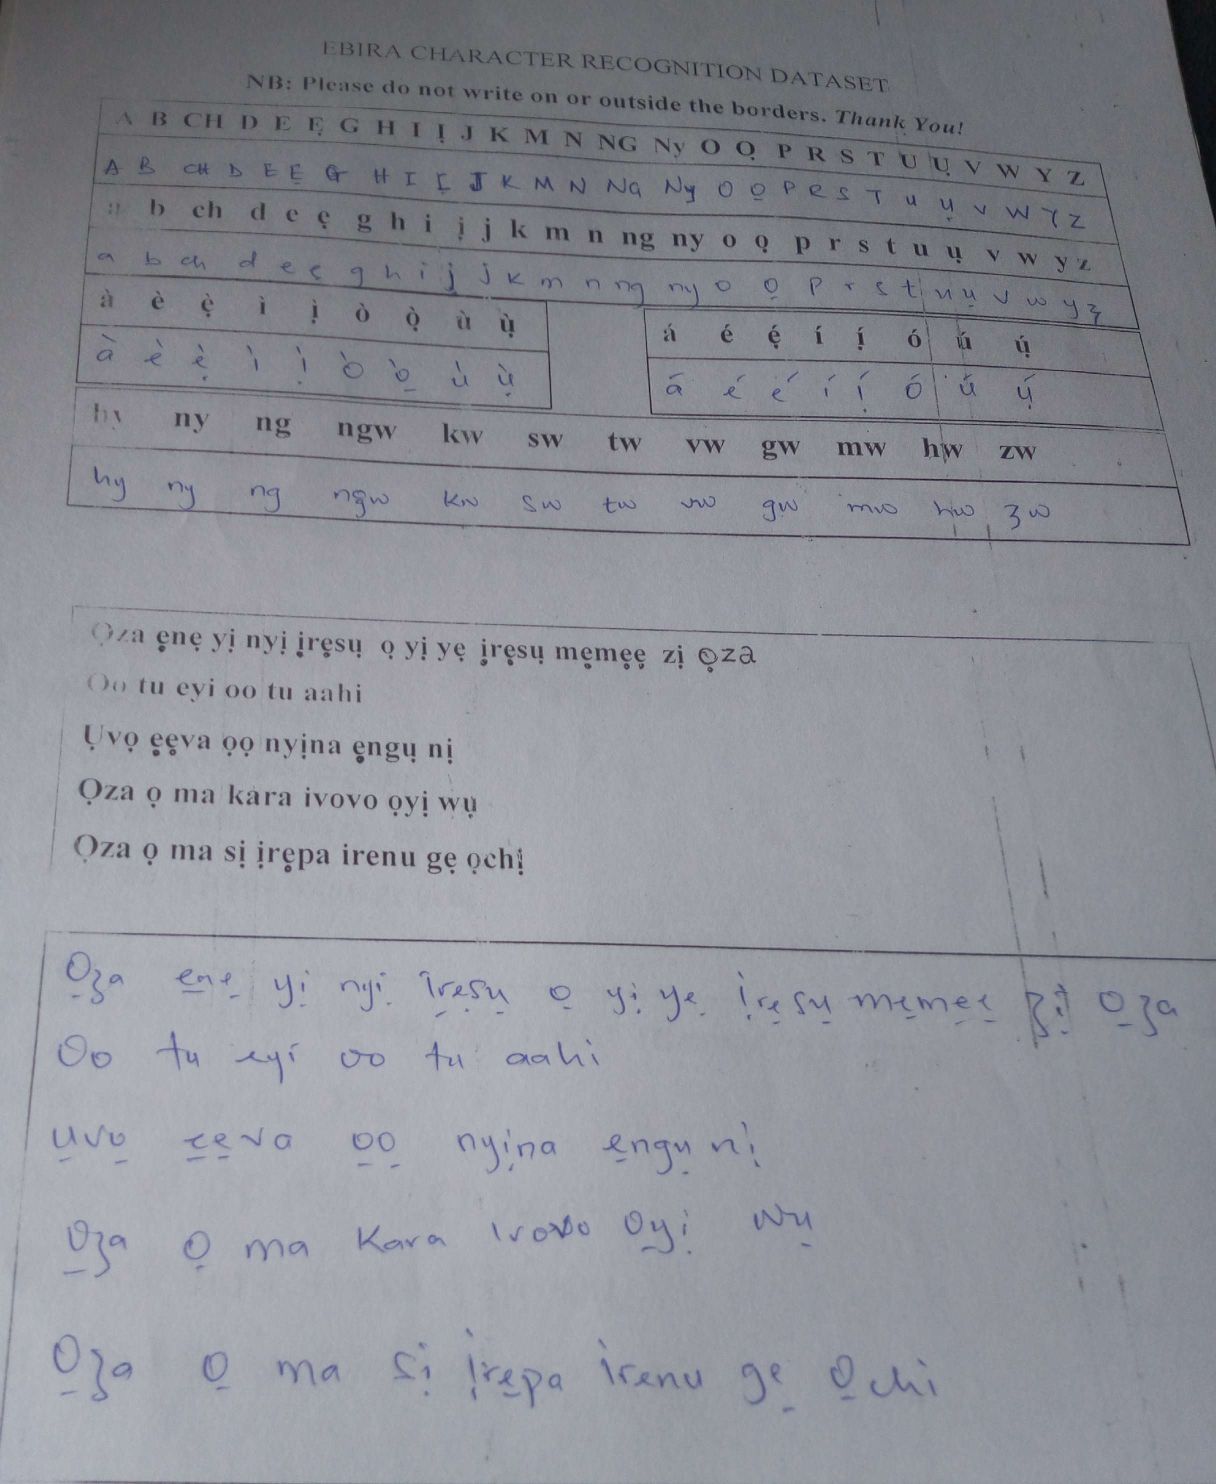 EBIRA CHARACTER RECOGNITION DATASET
NB: Please do not write on or outside the borders. Thank You!
A B CH D E Ẹ G H I Ị J K M N NG Ny O Ọ P R S T U Ụ V W Y Z
A B CH D E Ẹ G H I Ị J K M N NG Ny O Ọ P R S T U Ụ V W Y Z
a b ch d e ẹ g h i ị j k m n ng ny o ọ p r s t u ụ v w y z
a b ch d e ẹ g h i ị j k m n ng ny o ọ p r s t u ụ v w y z
à è ẹ̀ ì ị̀ ò ọ̀ ù ụ̀
á é ẹ́ í ị́ ó ú ụ́
à è ẹ̀ ì ị̀ ò ọ̀ ù ụ̀
á é é í ị́ ó ú ụ́
hy ny ng ngw kw sw tw vw gw mw hw zw
hy ny ng ngw kw sw tw vw gw mw hw zw
Ọza ẹnẹ yị nyị ịrẹsụ ọ yị yẹ ịrẹsụ mẹmẹẹ zị ọza
Oo tu eyi oo tu aahi
Ụvọ ẹẹva ọọ nyịna ẹngụ nị
Ọza ọ ma kara ivovo ọyị wụ
Ọza ọ ma sị ịrẹpa irenu gẹ ọchị
Ọza ẹnẹ yị nyị ịrẹsụ ọ yị yẹ ịrẹsụ mẹmẹẹ zị ọza
Oo tu eyi oo tu aahi
ụvọ ẹẹva ọọ nyịna ẹngụ nị
Ọza ọ ma Kara ivovo ọyị wụ
Ọza ọ ma sị ịrẹpa irenu gẹ ọchi